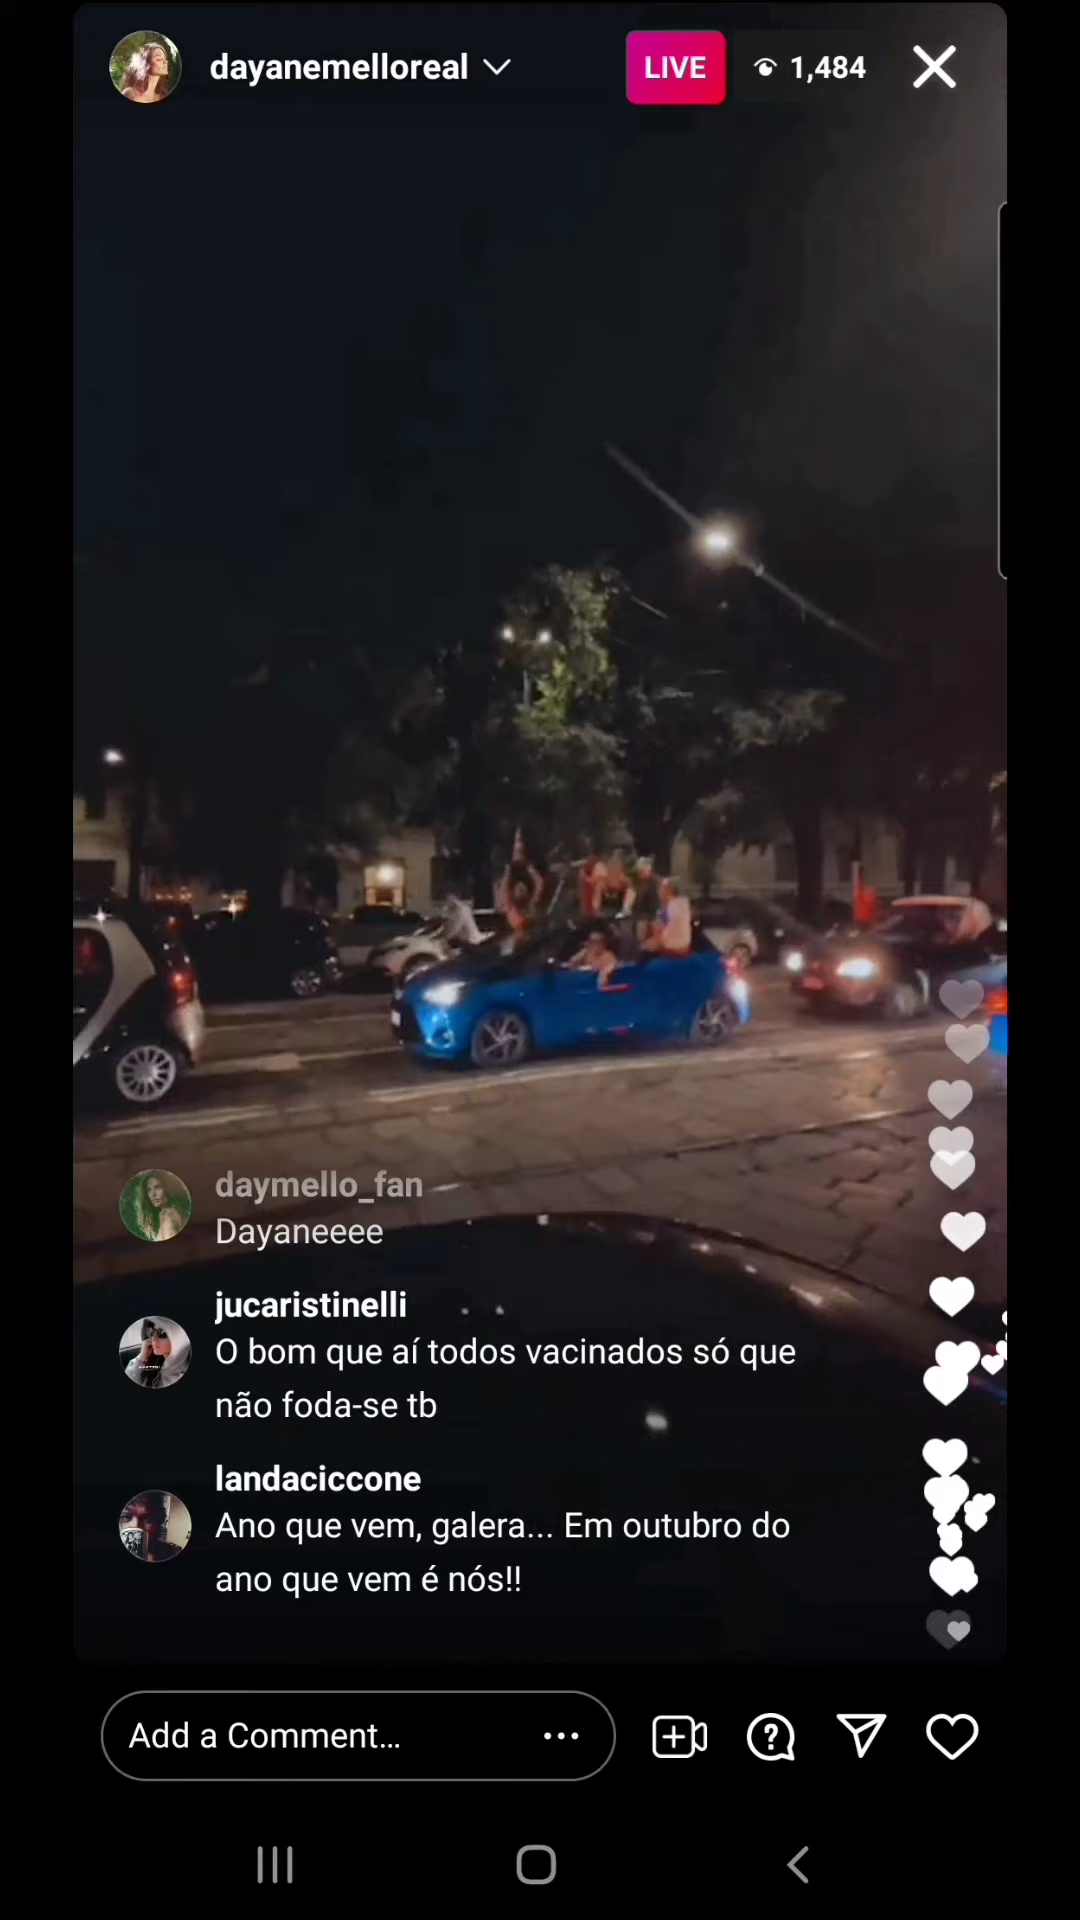 dayanemelloreal
LIVE
1,484
daymello_fan
Dayaneeee
jucaristinelli
O bom que aí todos vacinados só que
não foda-se tb
landaciccone
Ano que vem, galera... Em outubro do
ano que vem é nós!!
Add a Comment...